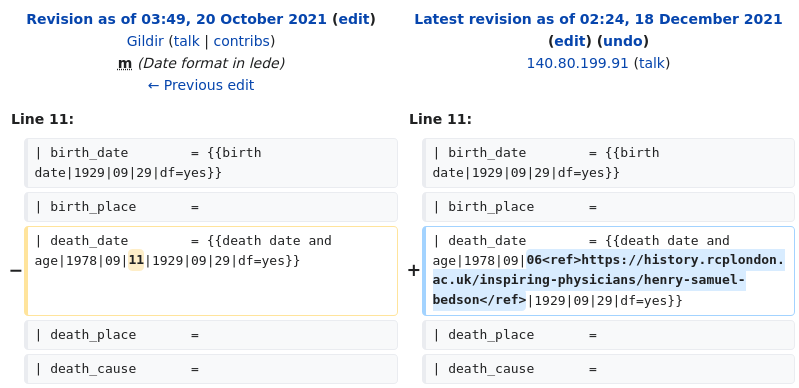 Revision as of 03:49, 20 October 2021 (edit)
Gildir (talk | contribs)
m (Date format in lede)
← Previous edit
Latest revision as of 02:24, 18 December 2021
(edit) (undo)
140.80.199.91 (talk)
Line 11:
| birth_date        = {{birth
date|1929|09|29|df=yes}}
| birth_place       =
− | death_date        = {{death date and
age|1978|09|11|1929|09|29|df=yes}}
| death_place       =
| death_cause       =
Line 11:
| birth_date        = {{birth
date|1929|09|29|df=yes}}
| birth_place       =
+ | death_date        = {{death date and
age|1978|09|06<ref>https://history.rcplondon.
ac.uk/inspiring-physicians/henry-samuel-
bedson</ref>|1929|09|29|df=yes}}
| death_place       =
| death_cause       =